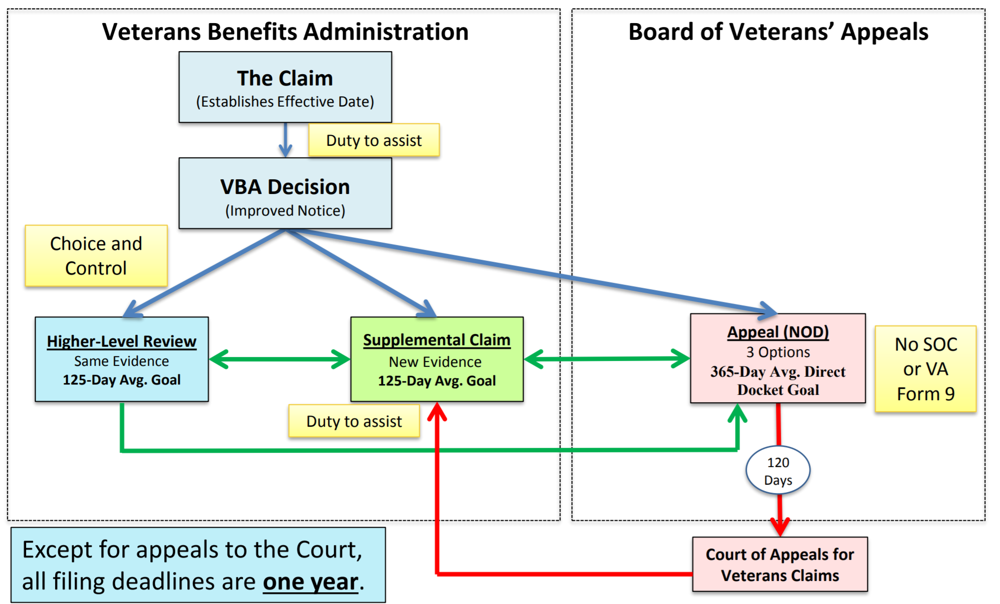 Veterans Benefits Administration
Board of Veterans’ Appeals
The Claim
(Establishes Effective Date)
Duty to assist
VBA Decision
(Improved Notice)
Choice and
Control
Higher-Level Review
Same Evidence
125-Day Avg. Goal
Supplemental Claim
New Evidence
125-Day Avg. Goal
Appeal (NOD)
3 Options
365-Day Avg. Direct
Docket Goal
No SOC
or VA
Form 9
Duty to assist
120
Days
Court of Appeals for
Veterans Claims
Except for appeals to the Court,
all filing deadlines are one year.